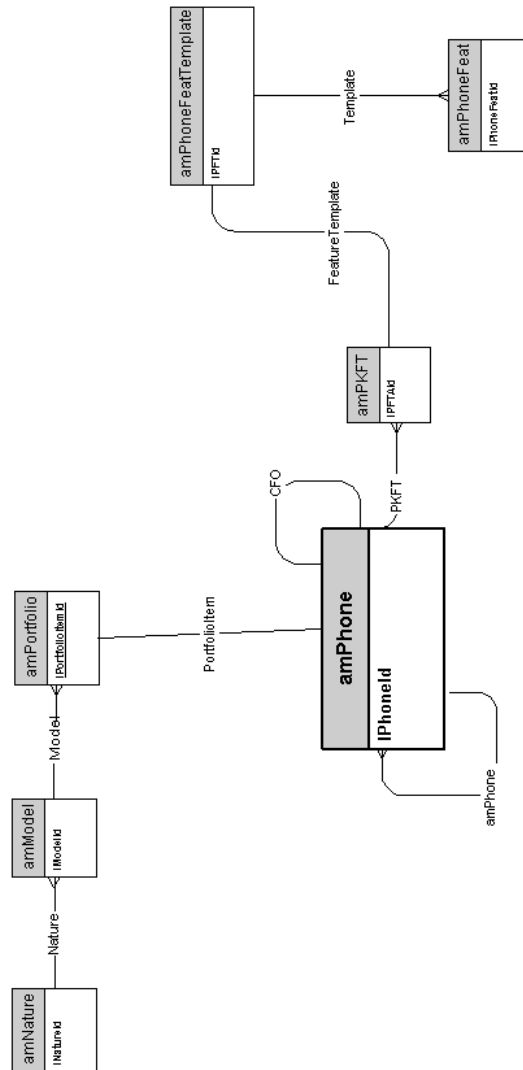 amNature
lNatureId
Nature
amModel
lModelId
Model
amPortfolio
lPortfolioItemId
PortfolioItem
amPhoneFeatTemplate
lPFTId
CFO
FeatureTemplate
Template
amPhone
lPhoneId
amPKFT
lPFTAId
PKFT
amPhoneFeat
lPhoneFeatId
amPhone